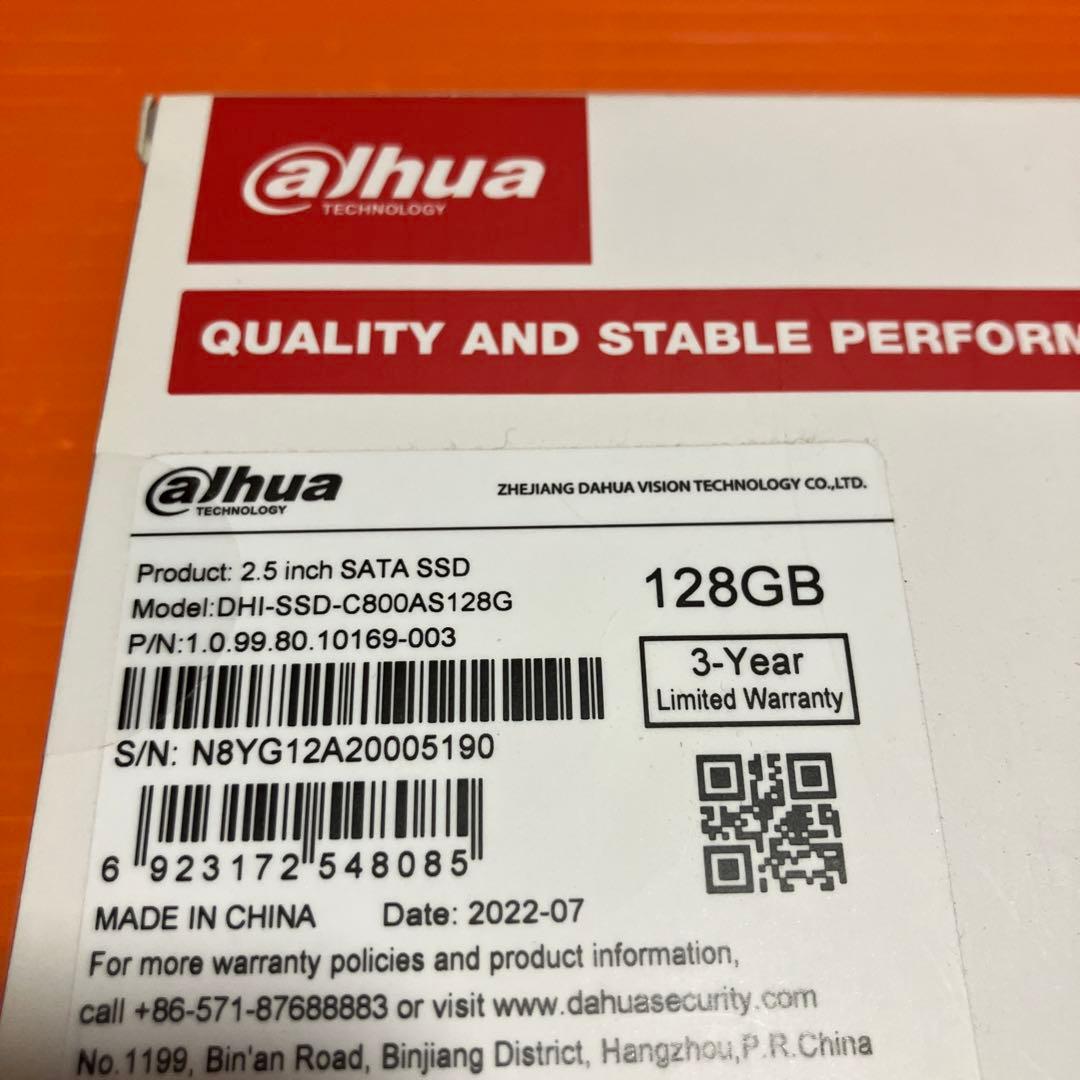 alhua
TECHNOLOGY
QUALITY AND STABLE PERFORM
alhua
TECHNOLOGY
ZHEJIANG DAHUA VISION TECHNOLOGY CO.,LTD.
Product: 2.5 inch SATA SSD
Model:DHI-SSD-C800AS128G
P/N:1.0.99.80.10169-003
128GB
3-Year
Limited Warranty
S/N: N8YG12A20005190
6 923172 548085
MADE IN CHINA Date: 2022-07
For more warranty policies and product information,
call +86-571-87688883 or visit www.dahuasecurity.com
No.1199, Bin'an Road, Binjiang District, Hangzhou,P.R.China